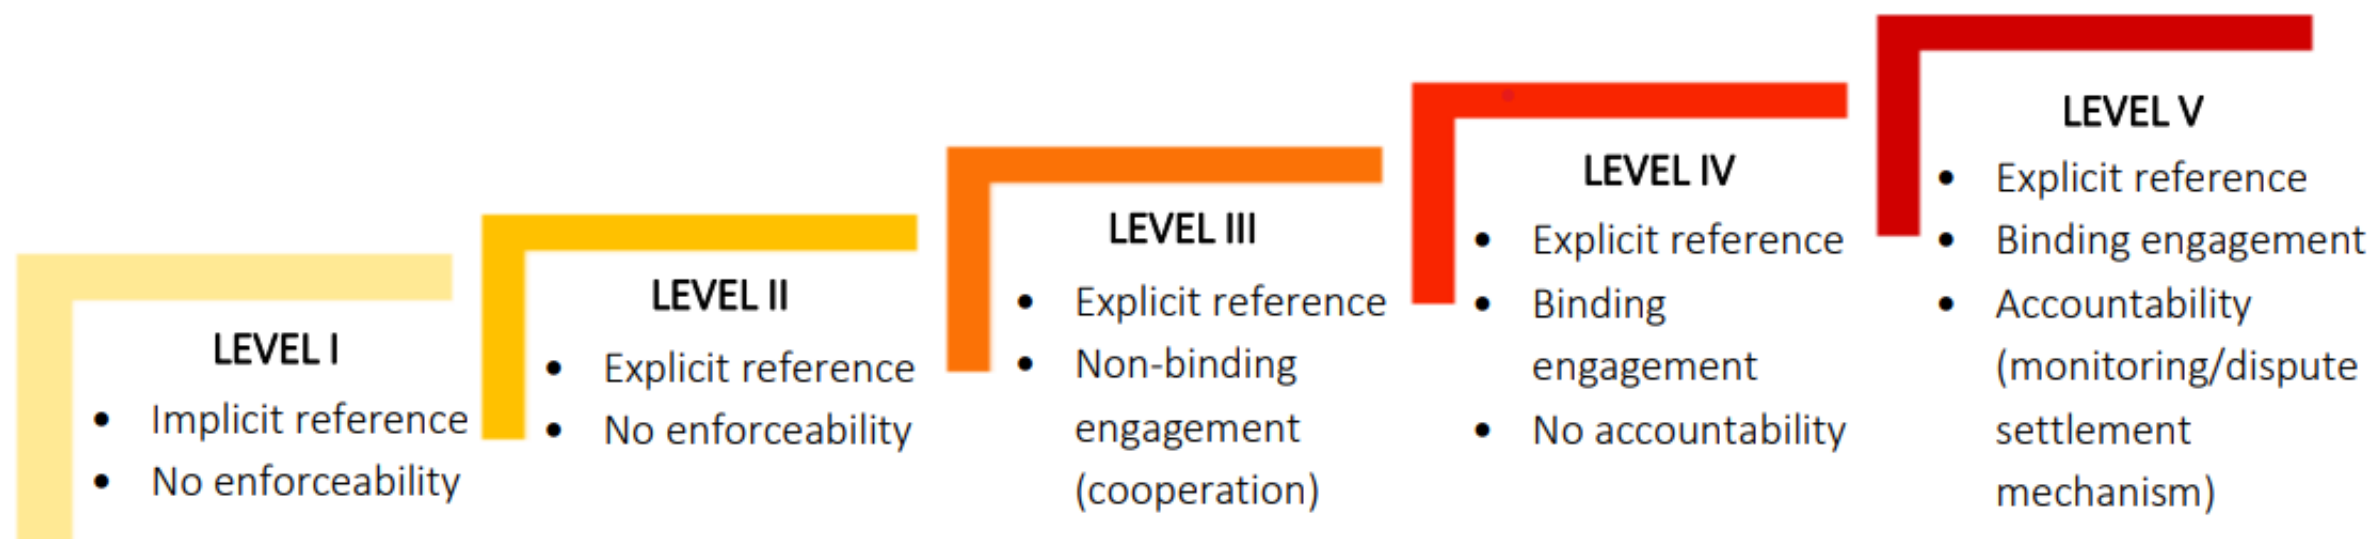 LEVEL I
• Implicit reference
• No enforceability
LEVEL II
• Explicit reference
• No enforceability
LEVEL III
• Explicit reference
• Non-binding
engagement
(cooperation)
LEVEL IV
• Explicit reference
• Binding
engagement
• No accountability
LEVEL V
• Explicit reference
• Binding engagement
• Accountability
(monitoring/dispute
settlement
mechanism)